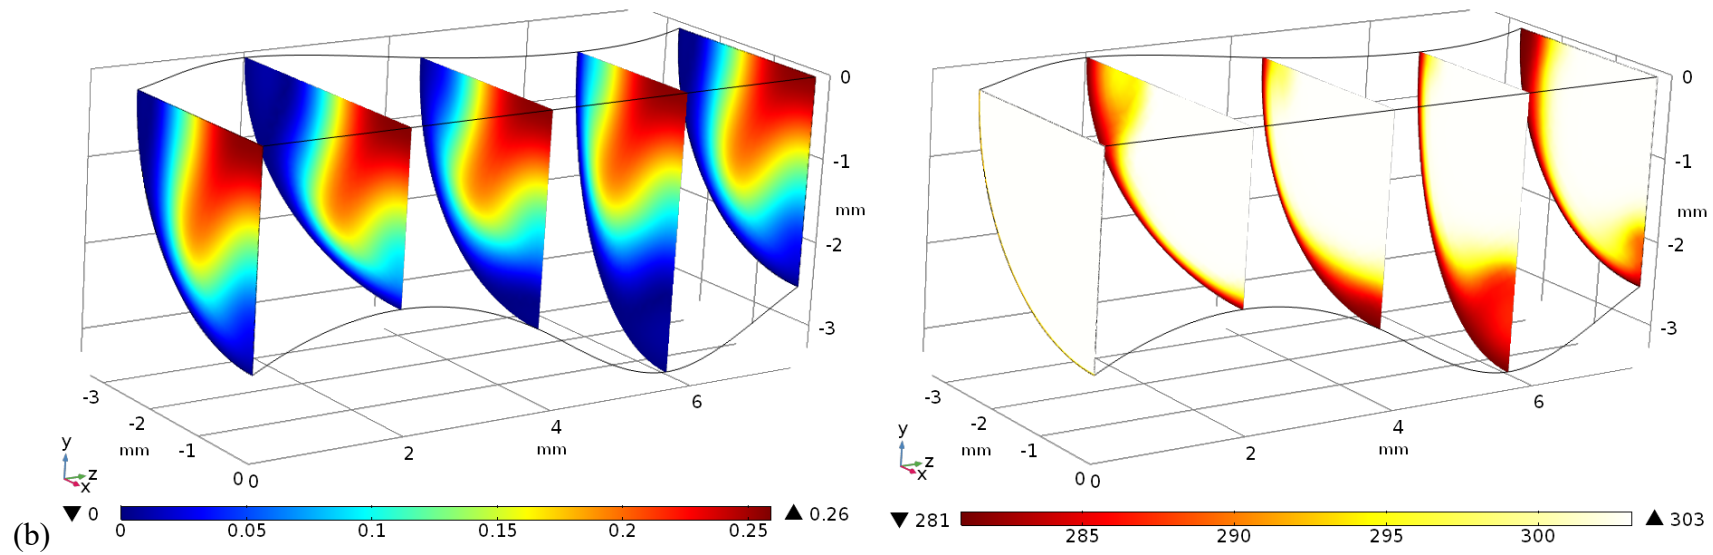 0 0
-1 -1
mm mm
-2 -2
-3 -3
-3 6 -3 6
-2 4 -2 4
mm -1 mm mm -1 mm
2 2
0 0 0 0
y z x y z x
(b) ▼ 0 ▲ 0.26 ▼ 281 ▲ 303
0 0.05 0.1 0.15 0.2 0.25 285 290 295 300